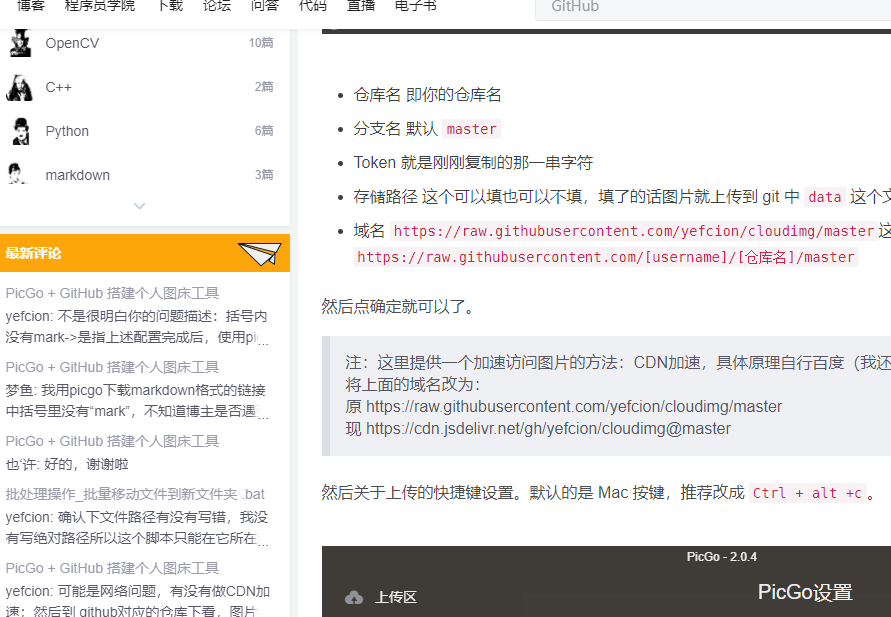 博客 程序员学院 下载 论坛 问答 代码 直播 电子书 GitHub
OpenCV 10篇
C++ 2篇
Python 6篇
markdown 3篇
最新评论
PicGo + GitHub 搭建个人图床工具
yefcion: 不是很明白你的问题描述：括号内
没有mark->是指上述配置完成后，使用pi...
PicGo + GitHub 搭建个人图床工具
梦鱼: 我用picgo下载markdown格式的链接
中括号里没有“mark”，不知道博主是否遇...
PicGo + GitHub 搭建个人图床工具
也‘许: 好的，谢谢啦
批处理操作_批量移动文件到新文件夹 .bat
yefcion: 确认下文件路径有没有写错，我没
有写绝对路径所以这个脚本只能在它所在...
PicGo + GitHub 搭建个人图床工具
yefcion: 可能是网络问题，有没有做CDN加
速；然后到 github对应的仓库下看，图片
仓库名 即你的仓库名
分支名 默认 master
Token 就是刚刚复制的那一串字符
存储路径 这个可以填也可以不填，填了的话图片就上传到 git 中 data 这个文
域名 https://raw.githubusercontent.com/yefcion/cloudimg/master 这
https://raw.githubusercontent.com/[username]/[仓库名]/master
然后点确定就可以了。
注：这里提供一个加速访问图片的方法：CDN加速，具体原理自行百度（我还
将上面的域名改为：
原 https://raw.githubusercontent.com/yefcion/cloudimg/master
现 https://cdn.jsdelivr.net/gh/yefcion/cloudimg@master
然后关于上传的快捷键设置。默认的是 Mac 按键，推荐改成 Ctrl + alt +c 。
PicGo - 2.0.4
上传区 PicGo设置